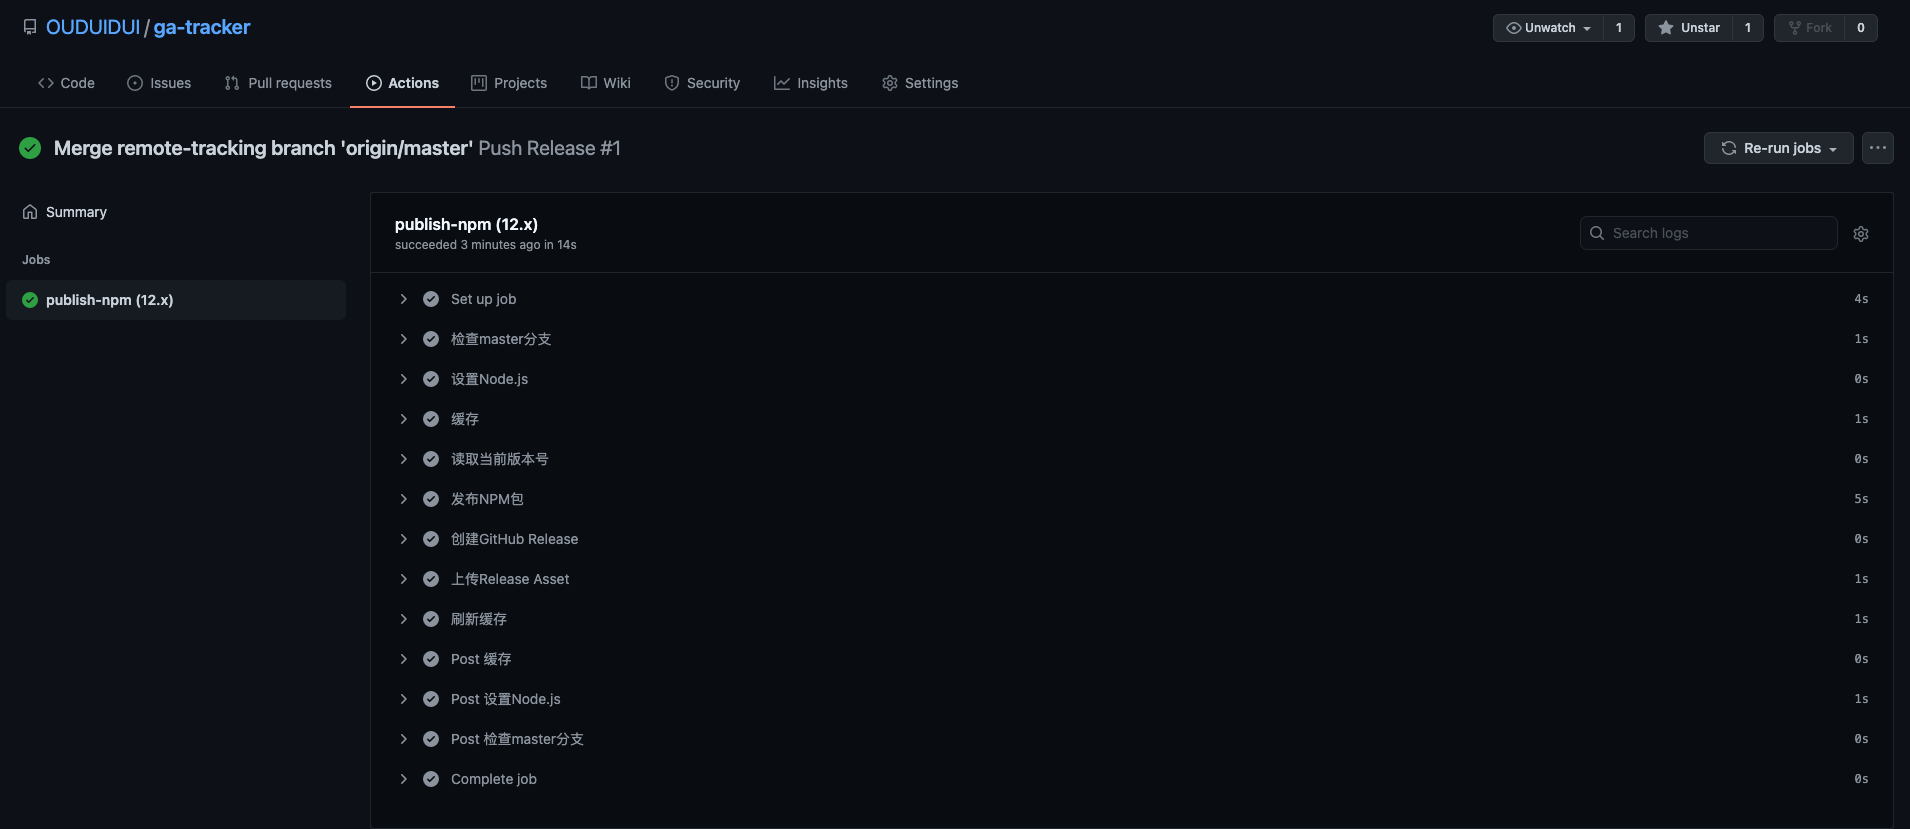 OUDUIDUI / ga-tracker
Unwatch 1 Unstar 1 Fork 0
Code Issues Pull requests Actions Projects Wiki Security Insights Settings
Merge remote-tracking branch 'origin/master' Push Release #1
Re-run jobs
Summary
Jobs
publish-npm (12.x)
publish-npm (12.x)
succeeded 3 minutes ago in 14s
Search logs
Set up job 4s
检查master分支 1s
设置Node.js 0s
缓存 1s
读取当前版本号 0s
发布NPM包 5s
创建GitHub Release 0s
上传Release Asset 1s
刷新缓存 1s
Post 缓存 0s
Post 设置Node.js 1s
Post 检查master分支 0s
Complete job 0s